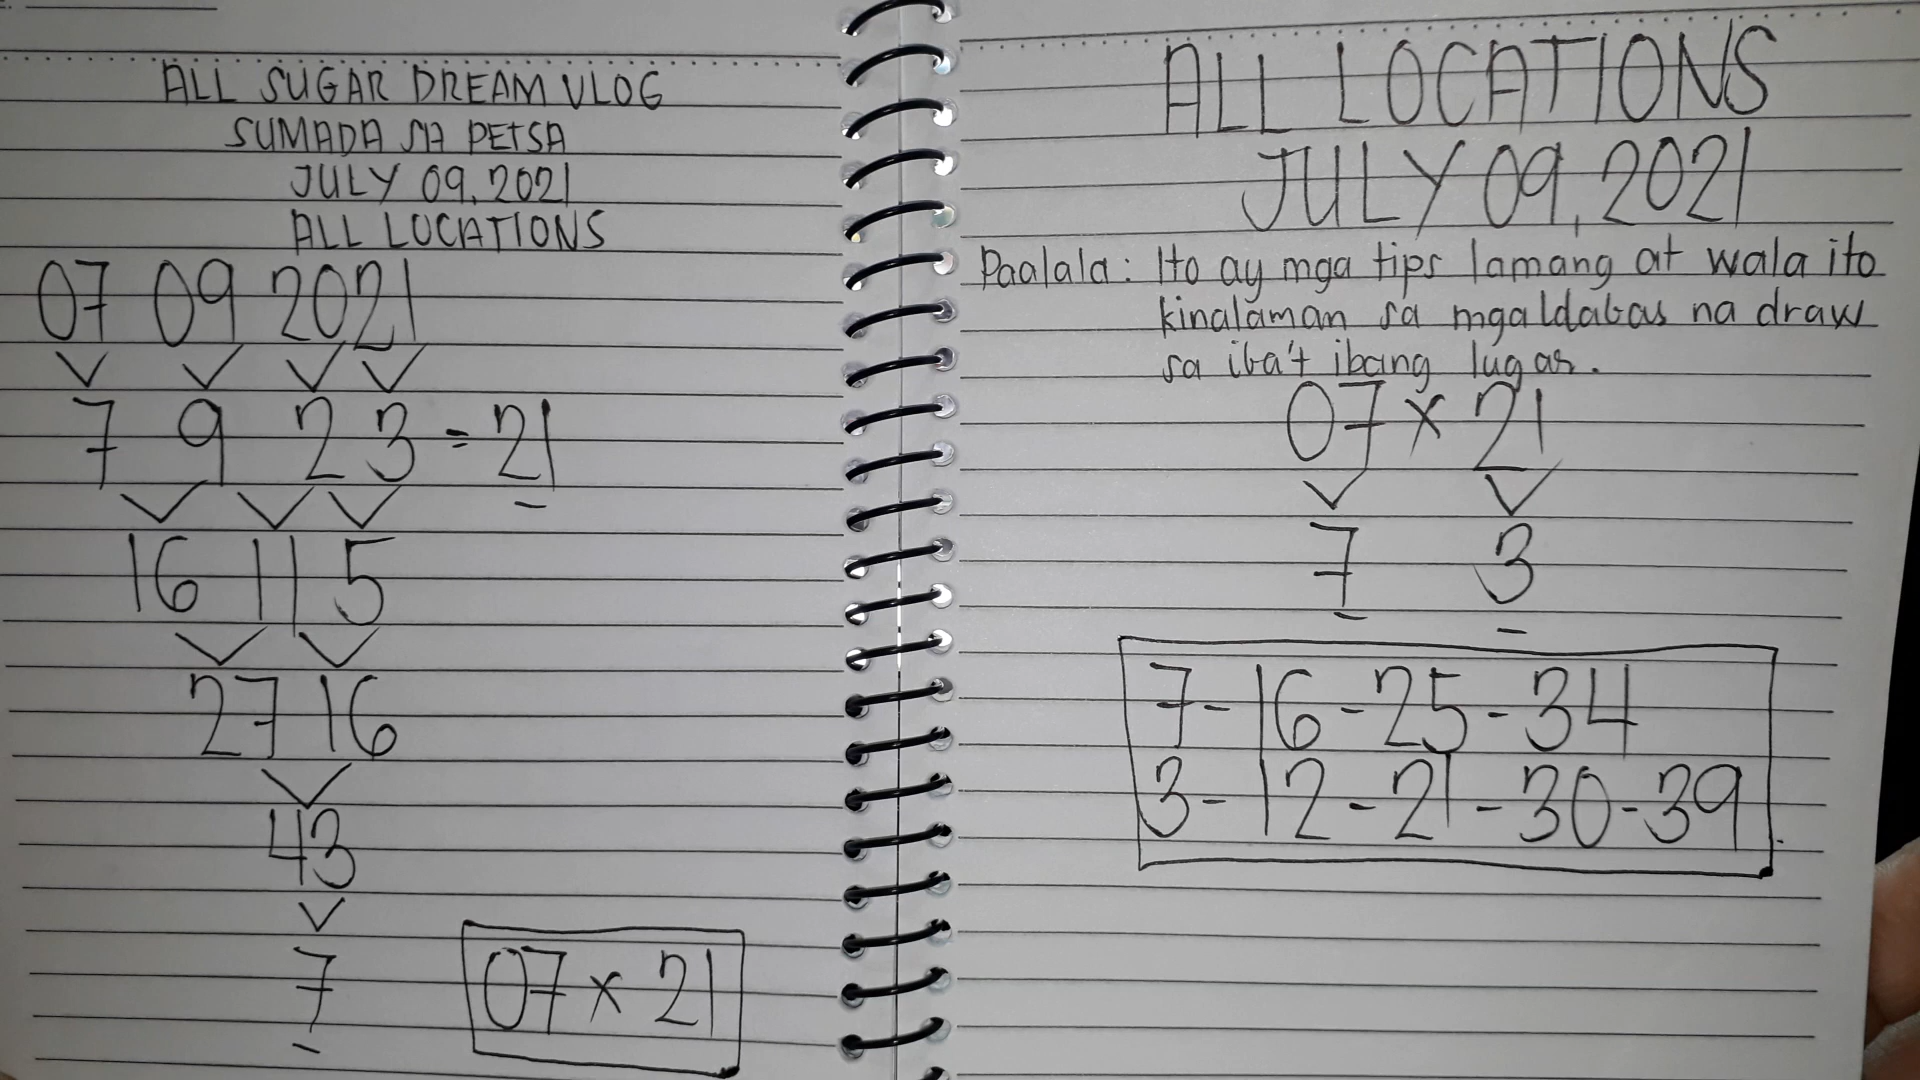 ALL SUGAR DREAM VLOG
SUMADA SA PETSA
JULY 09, 2021
ALL LOCATIONS
07 09 2021
7 9 2 3 = 21
16 11 5
27 16
43
7
07 x 21
ALL LOCATIONS
JULY 09, 2021
Paalala: Ito ay mga tips lamang at wala ito
kinalaman sa mga ldabas na draw
sa iba't ibang lugar.
07 x 21
7 3
7-16-25-34
3-12-21-30-39